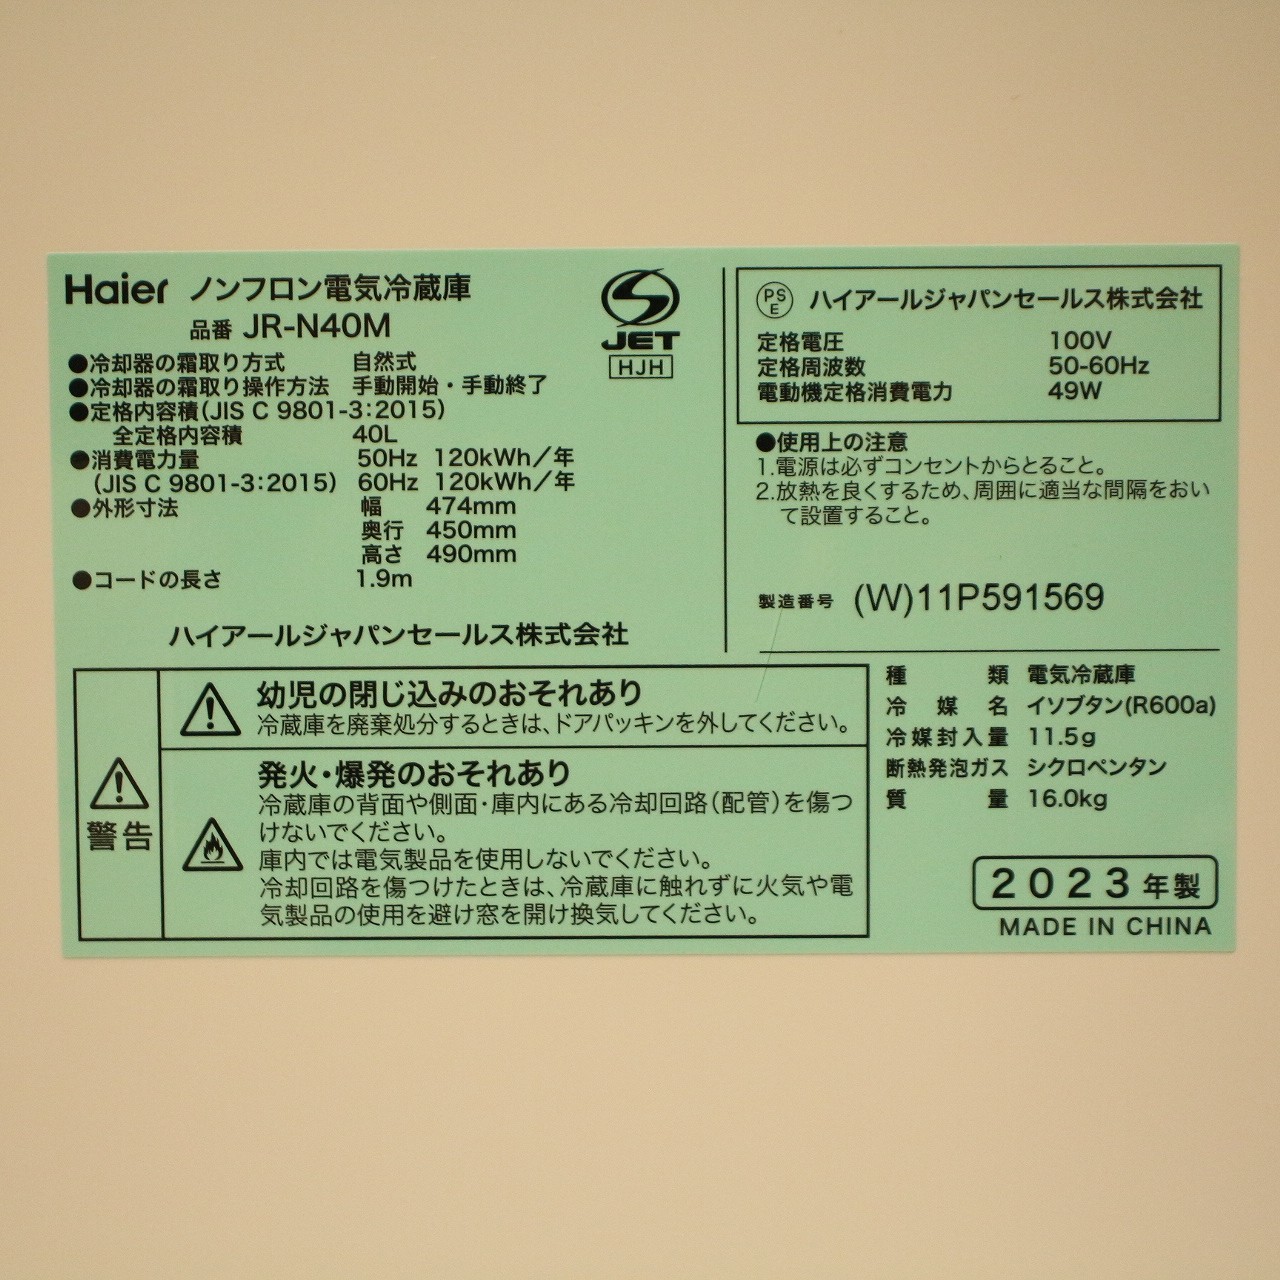 Haier ノンフロン電気冷蔵庫
品番 JR-N40M
●冷却器の霜取り方式 自然式
●冷却器の霜取り操作方法 手動開始・手動終了
●定格内容積(JIS C 9801-3:2015)
全定格内容積 40L
●消費電力量 50Hz 120kWh/年
(JIS C 9801-3:2015) 60Hz 120kWh/年
●外形寸法 幅 474mm
奥行 450mm
高さ 490mm
●コードの長さ 1.9m
ハイアールジャパンセールス株式会社
JET
HJH
PS
E
ハイアールジャパンセールス株式会社
定格電圧 100V
定格周波数 50-60Hz
電動機定格消費電力 49W
●使用上の注意
1.電源は必ずコンセントからとること。
2.放熱を良くするため、周囲に適当な間隔をおい
て設置すること。
製造番号 (W)11P591569
警告
幼児の閉じ込みのおそれあり
冷蔵庫を廃棄処分するときは、ドアパッキンを外してください。
発火・爆発のおそれあり
冷蔵庫の背面や側面・庫内にある冷却回路(配管)を傷つ
けないでください。
庫内では電気製品を使用しないでください。
冷却回路を傷つけたときは、冷蔵庫に触れずに火気や電
気製品の使用を避け窓を開け換気してください。
種類 電気冷蔵庫
冷媒名 イソブタン(R600a)
冷媒封入量 11.5g
断熱発泡ガス シクロペンタン
質量 16.0kg
2023年製
MADE IN CHINA